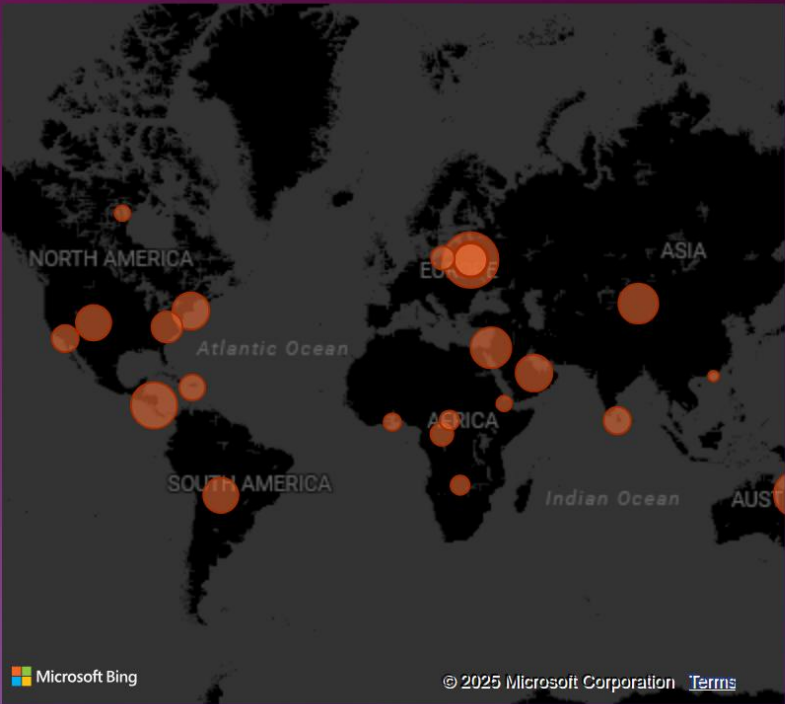 NORTH AMERICA
ASIA
Atlantic Ocean
AFRICA
SOUTH AMERICA
Indian Ocean
AUST
Microsoft Bing
© 2025 Microsoft Corporation Terms